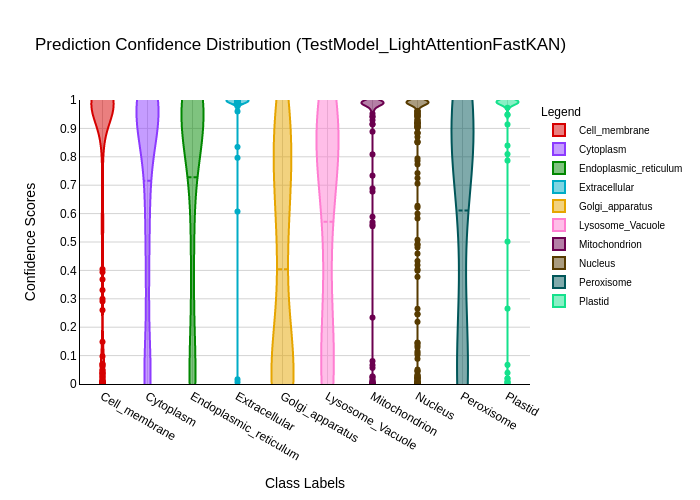 Prediction Confidence Distribution (TestModel_LightAttentionFastKAN)
Legend
Cell_membrane
Cytoplasm
Endoplasmic_reticulum
Extracellular
Golgi_apparatus
Lysosome_Vacuole
Mitochondrion
Nucleus
Peroxisome
Plastid
Confidence Scores
1
0.9
0.8
0.7
0.6
0.5
0.4
0.3
0.2
0.1
0
Cell_membrane
Cytoplasm
Endoplasmic_reticulum
Extracellular
Golgi_apparatus
Lysosome_Vacuole
Mitochondrion
Nucleus
Peroxisome
Plastid
Class Labels